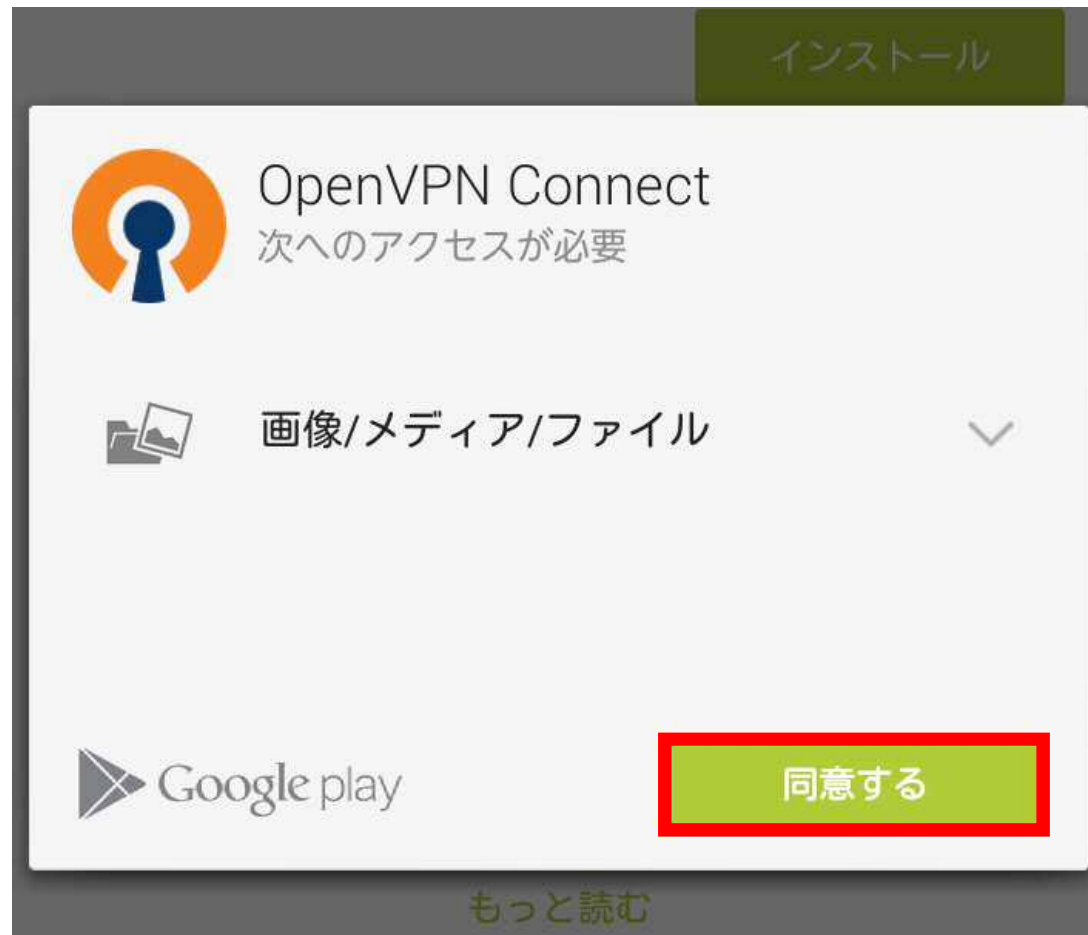 インストール
OpenVPN Connect
次へのアクセスが必要
画像/メディア/ファイル
Google play
同意する
もっと読む